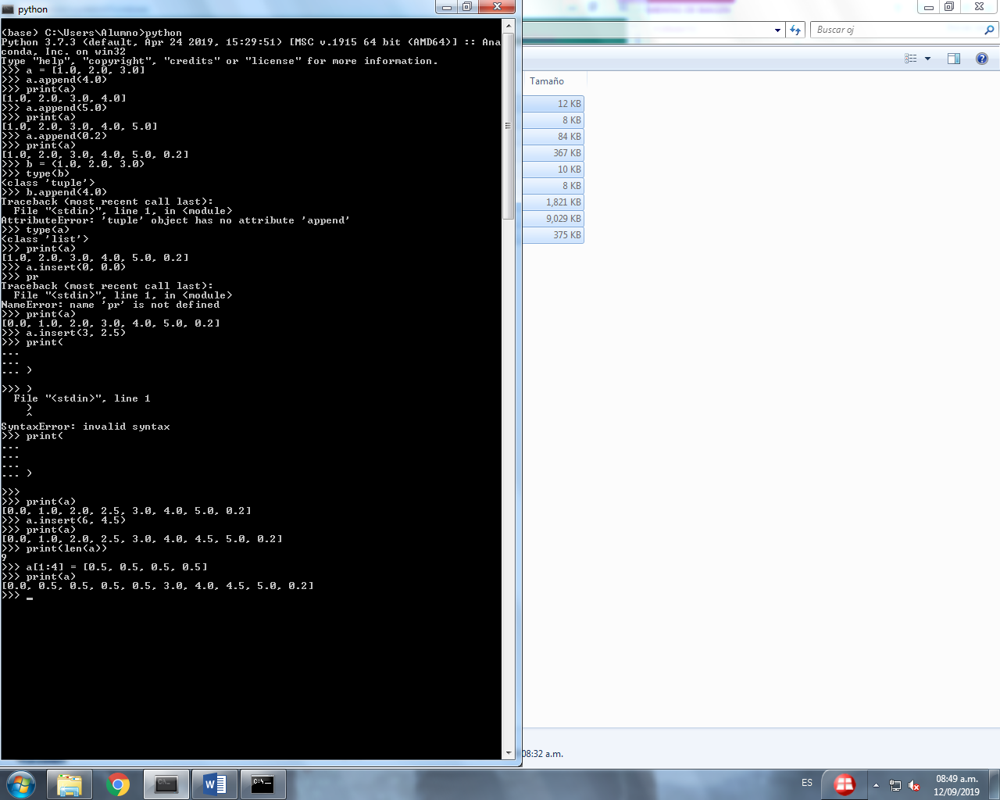 python
(base) C:\Users\Alumno>python
Python 3.7.3 (default, Apr 24 2019, 15:29:51) [MSC v.1915 64 bit (AMD64)] :: Ana
conda, Inc. on win32
Type "help", "copyright", "credits" or "license" for more information.
>>> a = [1.0, 2.0, 3.0]
>>> a.append(4.0)
>>> print(a)
[1.0, 2.0, 3.0, 4.0]
>>> a.append(5.0)
>>> print(a)
[1.0, 2.0, 3.0, 4.0, 5.0]
>>> a.append(0.2)
>>> print(a)
[1.0, 2.0, 3.0, 4.0, 5.0, 0.2]
>>> b = (1.0, 2.0, 3.0)
>>> type(b)
<class 'tuple'>
>>> b.append(4.0)
Traceback (most recent call last):
  File "<stdin>", line 1, in <module>
AttributeError: 'tuple' object has no attribute 'append'
>>> type(a)
<class 'list'>
>>> print(a)
[1.0, 2.0, 3.0, 4.0, 5.0, 0.2]
>>> a.insert(0, 0.0)
>>> pr
Traceback (most recent call last):
  File "<stdin>", line 1, in <module>
NameError: name 'pr' is not defined
>>> print(a)
[0.0, 1.0, 2.0, 3.0, 4.0, 5.0, 0.2]
>>> a.insert(3, 2.5)
>>> print(
...
...
... )

>>> )
  File "<stdin>", line 1
    )
    ^
SyntaxError: invalid syntax
>>> print(
...
...
...
... )

>>>
>>> print(a)
[0.0, 1.0, 2.0, 2.5, 3.0, 4.0, 5.0, 0.2]
>>> a.insert(6, 4.5)
>>> print(a)
[0.0, 1.0, 2.0, 2.5, 3.0, 4.0, 4.5, 5.0, 0.2]
>>> print(len(a))
9
>>> a[1:4] = [0.5, 0.5, 0.5, 0.5]
>>> print(a)
[0.0, 0.5, 0.5, 0.5, 0.5, 3.0, 4.0, 4.5, 5.0, 0.2]
>>> _
Buscar oj
Tamaño
12 KB
8 KB
84 KB
367 KB
10 KB
8 KB
1,821 KB
9,029 KB
375 KB
08:32 a.m.
ES
08:49 a.m.
12/09/2019